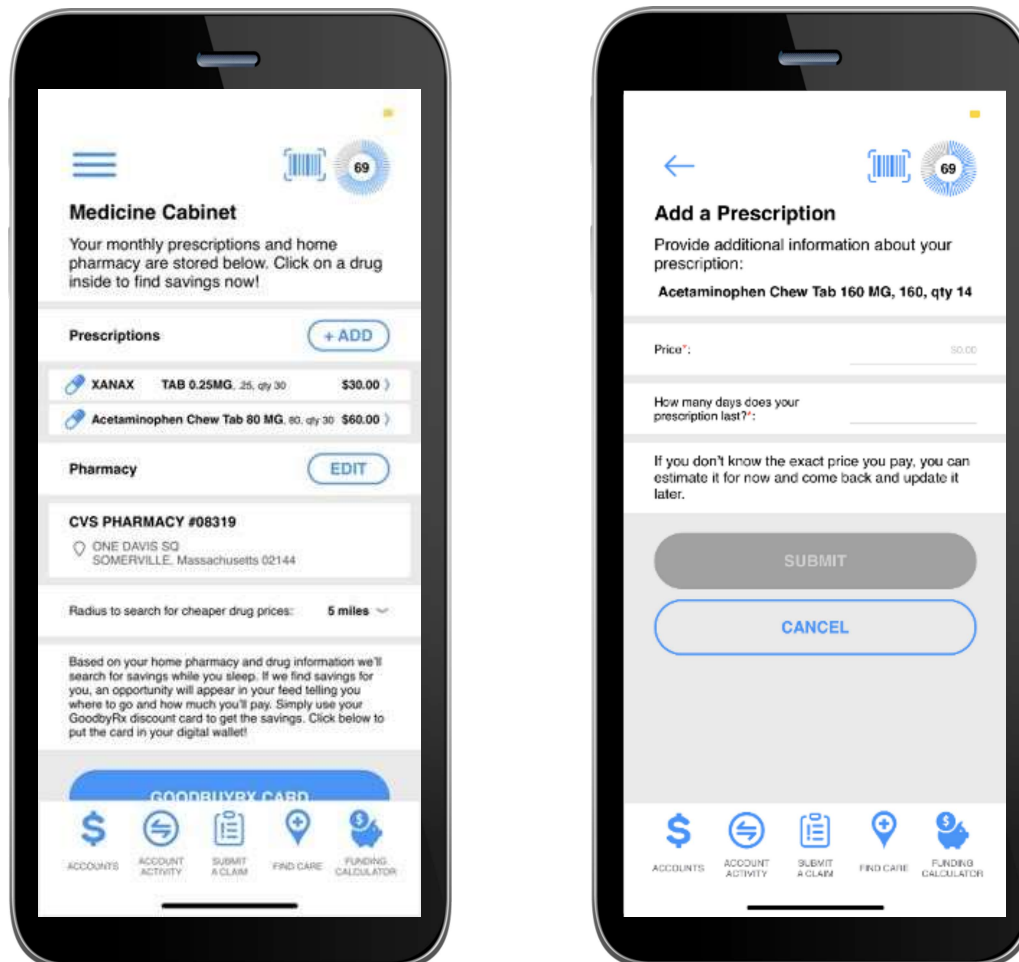 69
Medicine Cabinet
Your monthly prescriptions and home
pharmacy are stored below. Click on a drug
inside to find savings now!
Prescriptions
+ ADD
XANAX TAB 0.25MG, .25, qty 30 $30.00
Acetaminophen Chew Tab 80 MG, 80, qty 30 $60.00
Pharmacy
EDIT
CVS PHARMACY #08319
ONE DAVIS SQ
SOMERVILLE, Massachusetts 02144
Radius to search for cheaper drug prices: 5 miles
Based on your home pharmacy and drug information we'll
search for savings while you sleep. If we find savings for
you, an opportunity will appear in your feed telling you
where to go and how much you'll pay. Simply use your
GoodbyRx discount card to get the savings. Click below to
put the card in your digital wallet!
GOODBUYRX CARD
ACCOUNTS
ACCOUNT
ACTIVITY
SUBMIT
A CLAIM
FIND CARE
FUNDING
CALCULATOR
69
Add a Prescription
Provide additional information about your
prescription:
Acetaminophen Chew Tab 160 MG, 160, qty 14
Price*: $0.00
How many days does your
prescription last?*:
If you don't know the exact price you pay, you can
estimate it for now and come back and update it
later.
SUBMIT
CANCEL
ACCOUNTS
ACCOUNT
ACTIVITY
SUBMIT
A CLAIM
FIND CARE
FUNDING
CALCULATOR